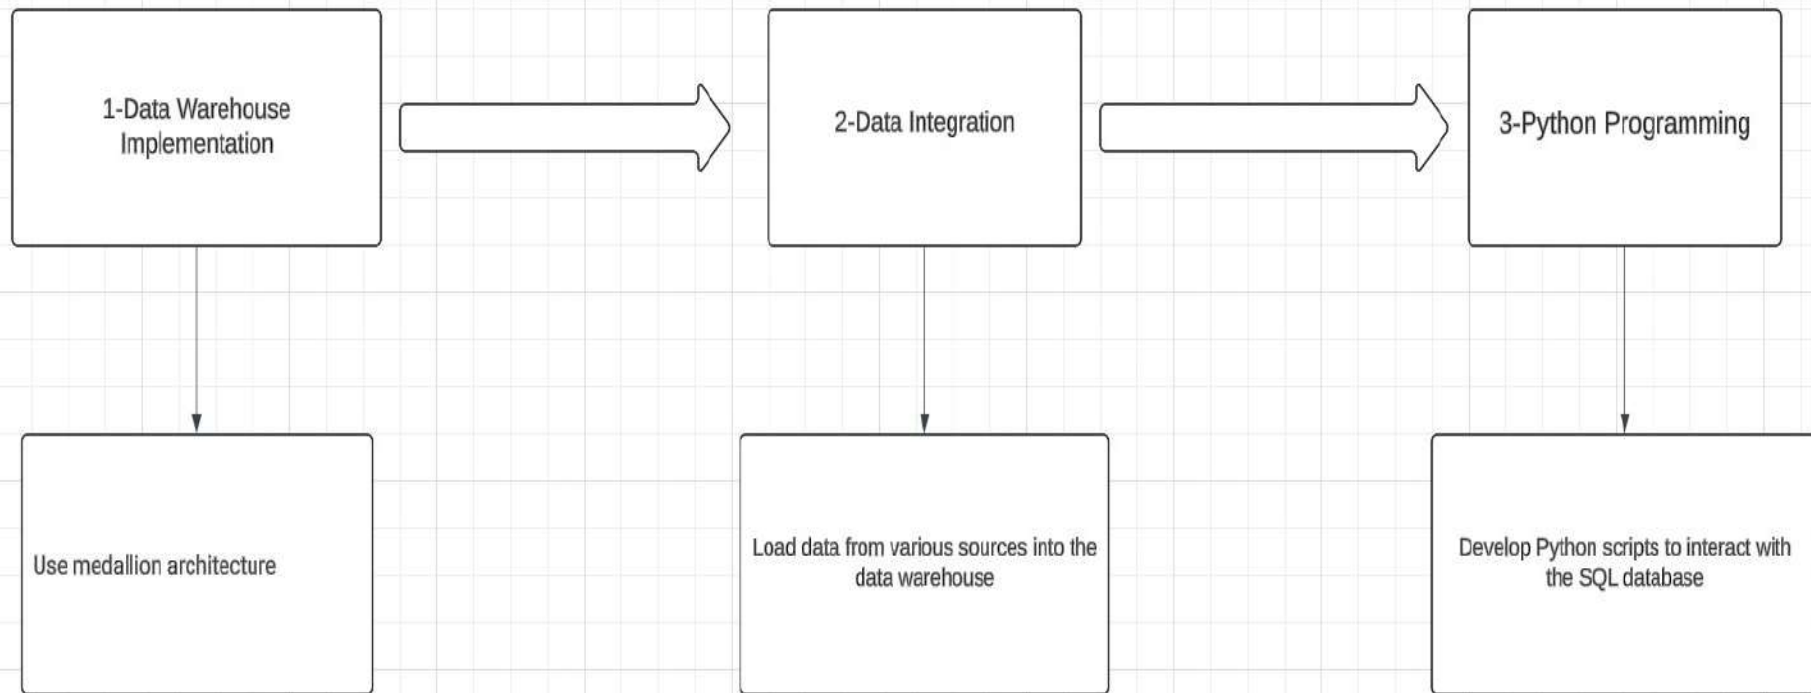 1-Data Warehouse
Implementation
2-Data Integration
3-Python Programming
Use medallion architecture
Load data from various sources into the
data warehouse
Develop Python scripts to interact with
the SQL database